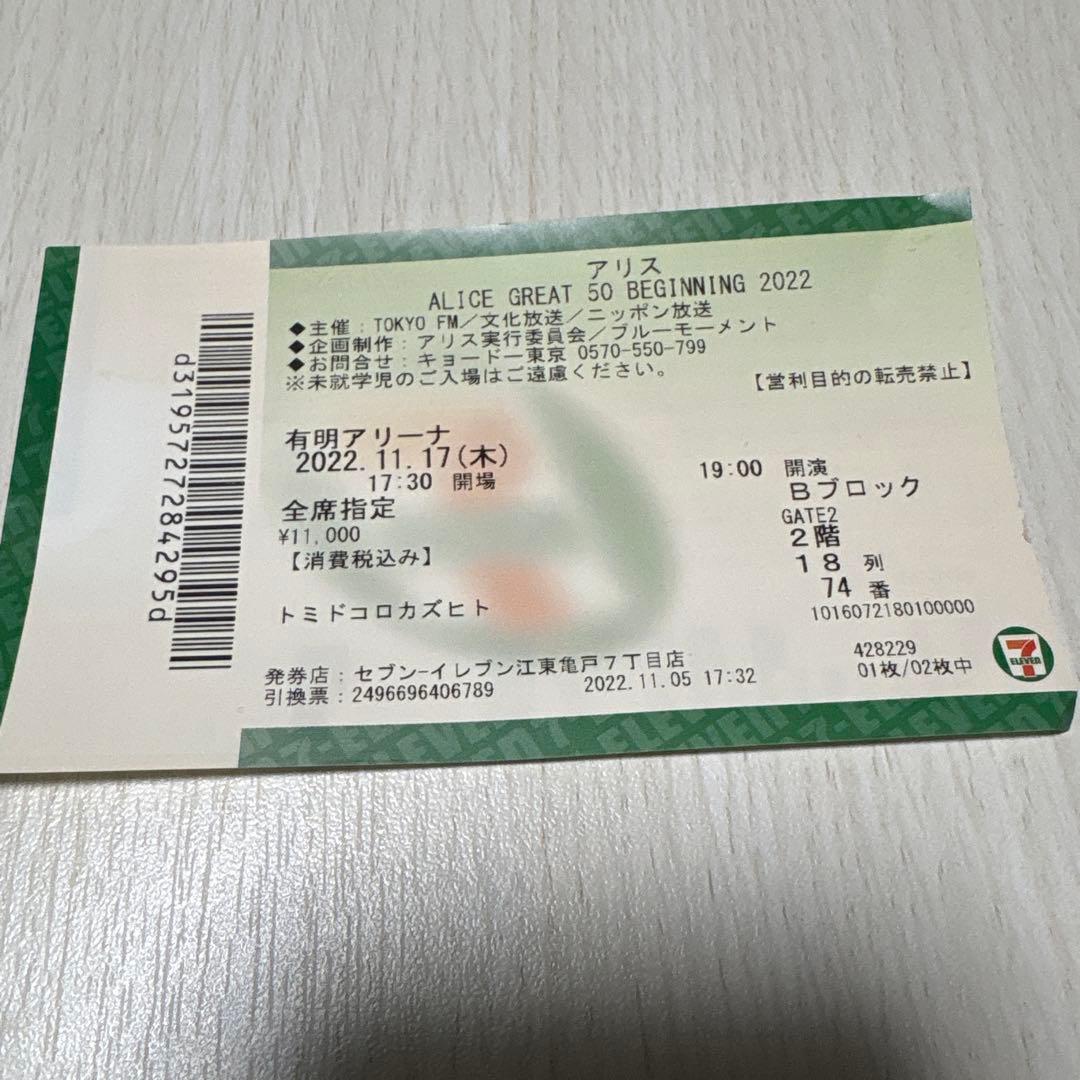 アリス
ALICE GREAT 50 BEGINNING 2022
◆主催：TOKYO FM／文化放送／ニッポン放送
◆企画制作：アリス実行委員会／ブルーモーメント
◆お問合せ：キョードー東京 0570-550-799
※未就学児のご入場はご遠慮ください。
【営利目的の転売禁止】
有明アリーナ
2022.11.17(木)
17:30 開場
19:00 開演
全席指定
¥11,000
【消費税込み】
Bブロック
GATE2
2階
18 列
74 番
トミドコロカズヒト
1016072180100000
発券店：セブン-イレブン江東亀戸7丁目店
引換票：2496696406789
2022.11.05 17:32
428229
01枚/02枚中
7 ELEVEN
d31957272842950d